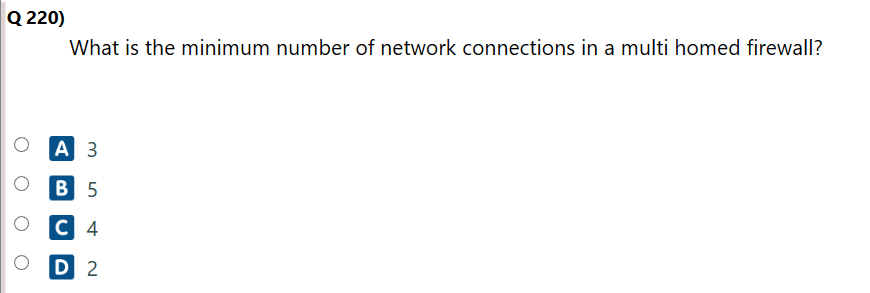 Q 220)
What is the minimum number of network connections in a multi homed firewall?
A 3
B 5
C 4
D 2